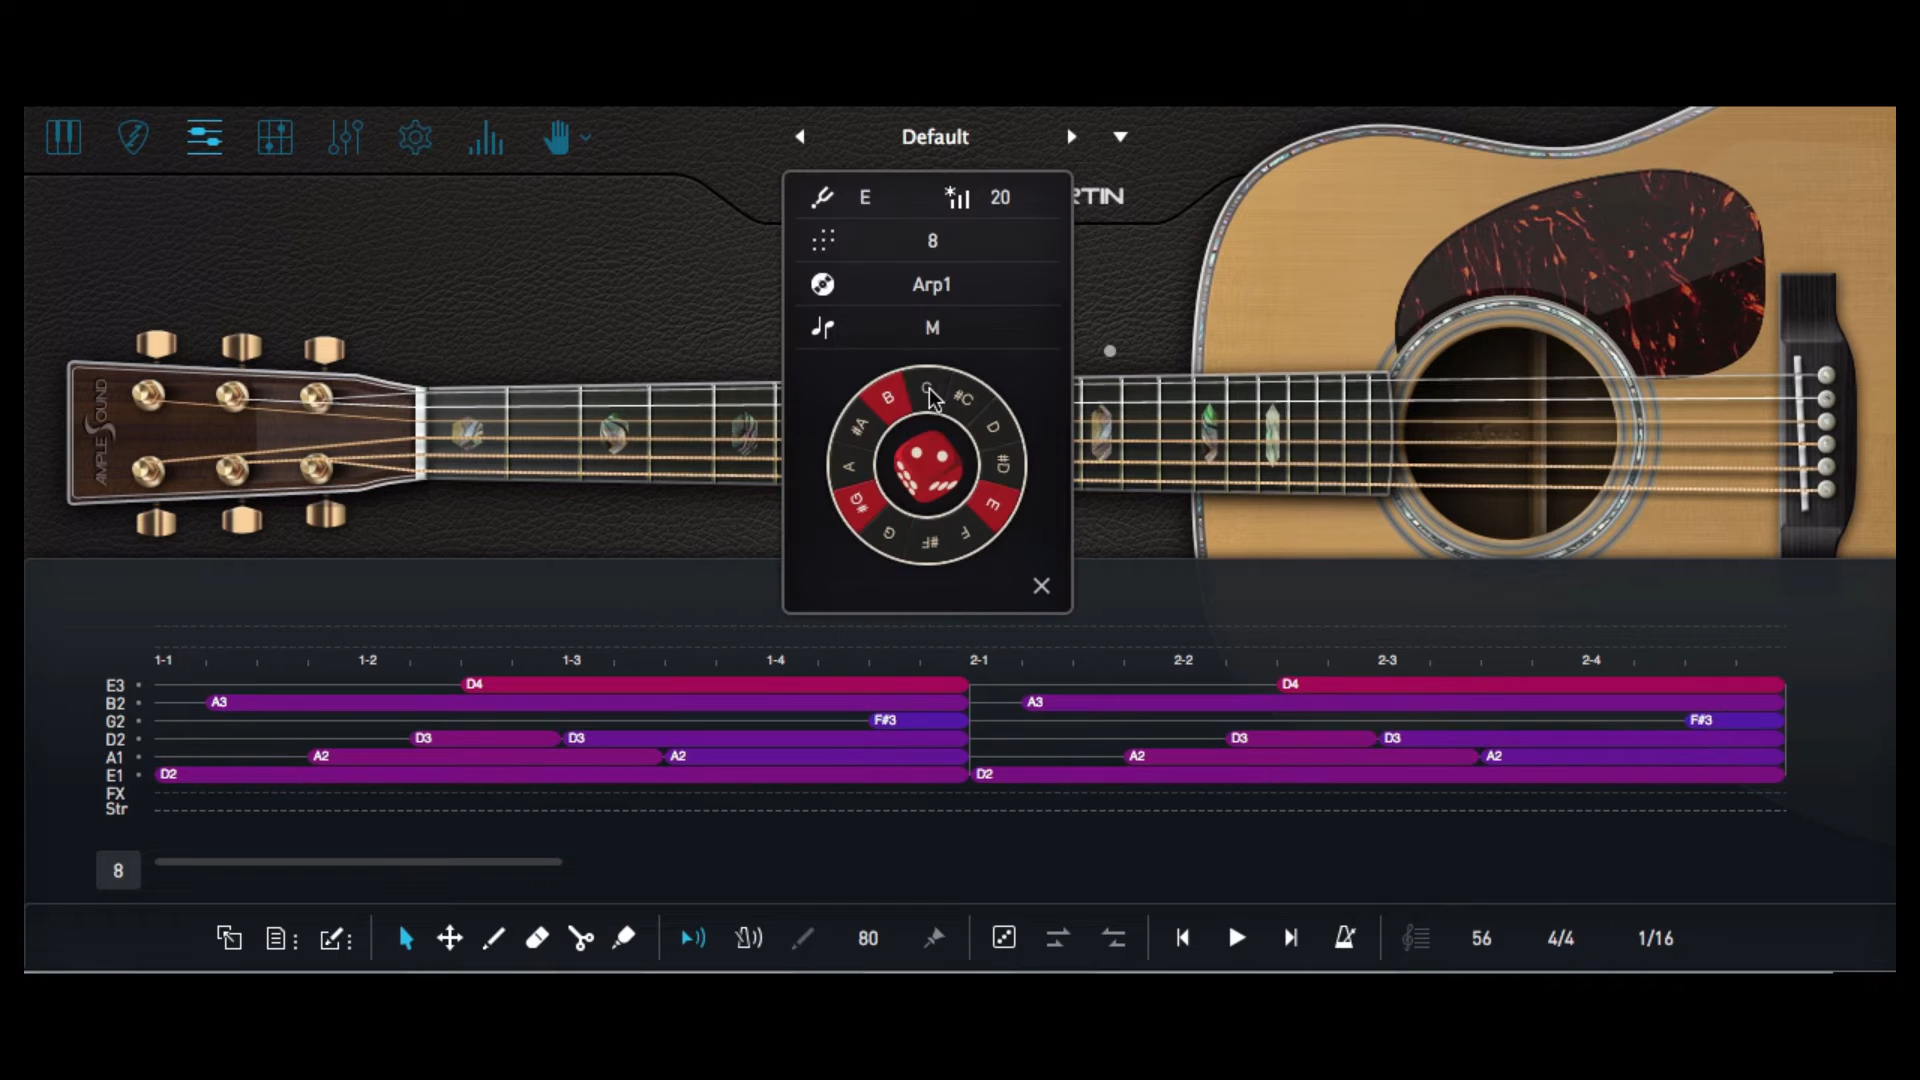 Default
E 20
RTIN
8
Arp1
M
C #C D #D E F #F G #G A #A B
AMPLE SOUND
1-1 1-2 1-3 1-4 2-1 2-2 2-3 2-4
E3 D4 D4
B2 A3 A3
G2 F#3 F#3
D2 D3 D3 D3 D3
A1 A2 A2 A2 A2
E1 D2 D2
FX
Str
8
80 56 4/4 1/16